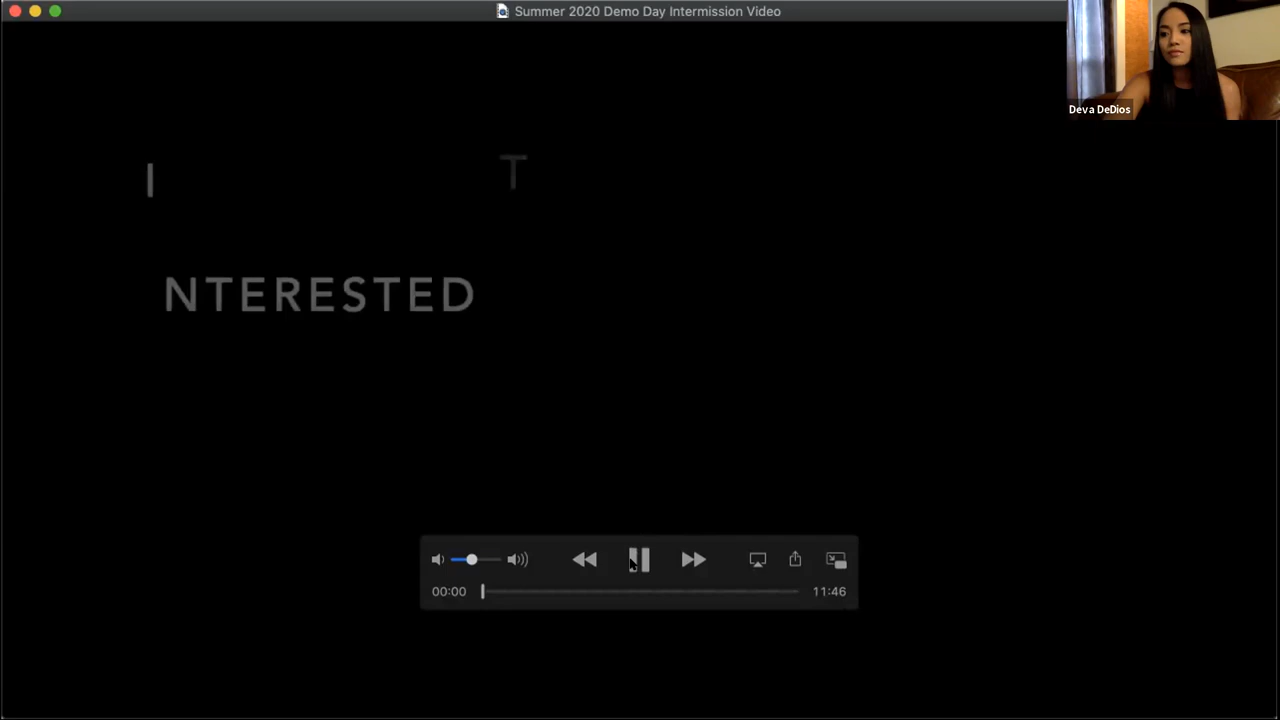 Summer 2020 Demo Day Intermission Video
Deva DeDios
I T
NTERESTED
00:00 11:46